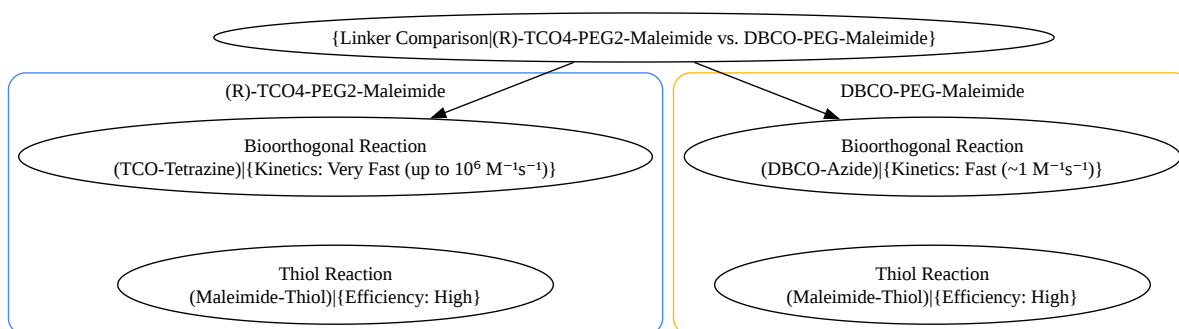 {Linker Comparison|(R)-TCO4-PEG2-Maleimide vs. DBCO-PEG-Maleimide}
(R)-TCO4-PEG2-Maleimide
Bioorthogonal Reaction
(TCO-Tetrazine)|{Kinetics: Very Fast (up to 10⁶ M⁻¹s⁻¹)}
Thiol Reaction
(Maleimide-Thiol)|{Efficiency: High}
DBCO-PEG-Maleimide
Bioorthogonal Reaction
(DBCO-Azide)|{Kinetics: Fast (~1 M⁻¹s⁻¹)}
Thiol Reaction
(Maleimide-Thiol)|{Efficiency: High}